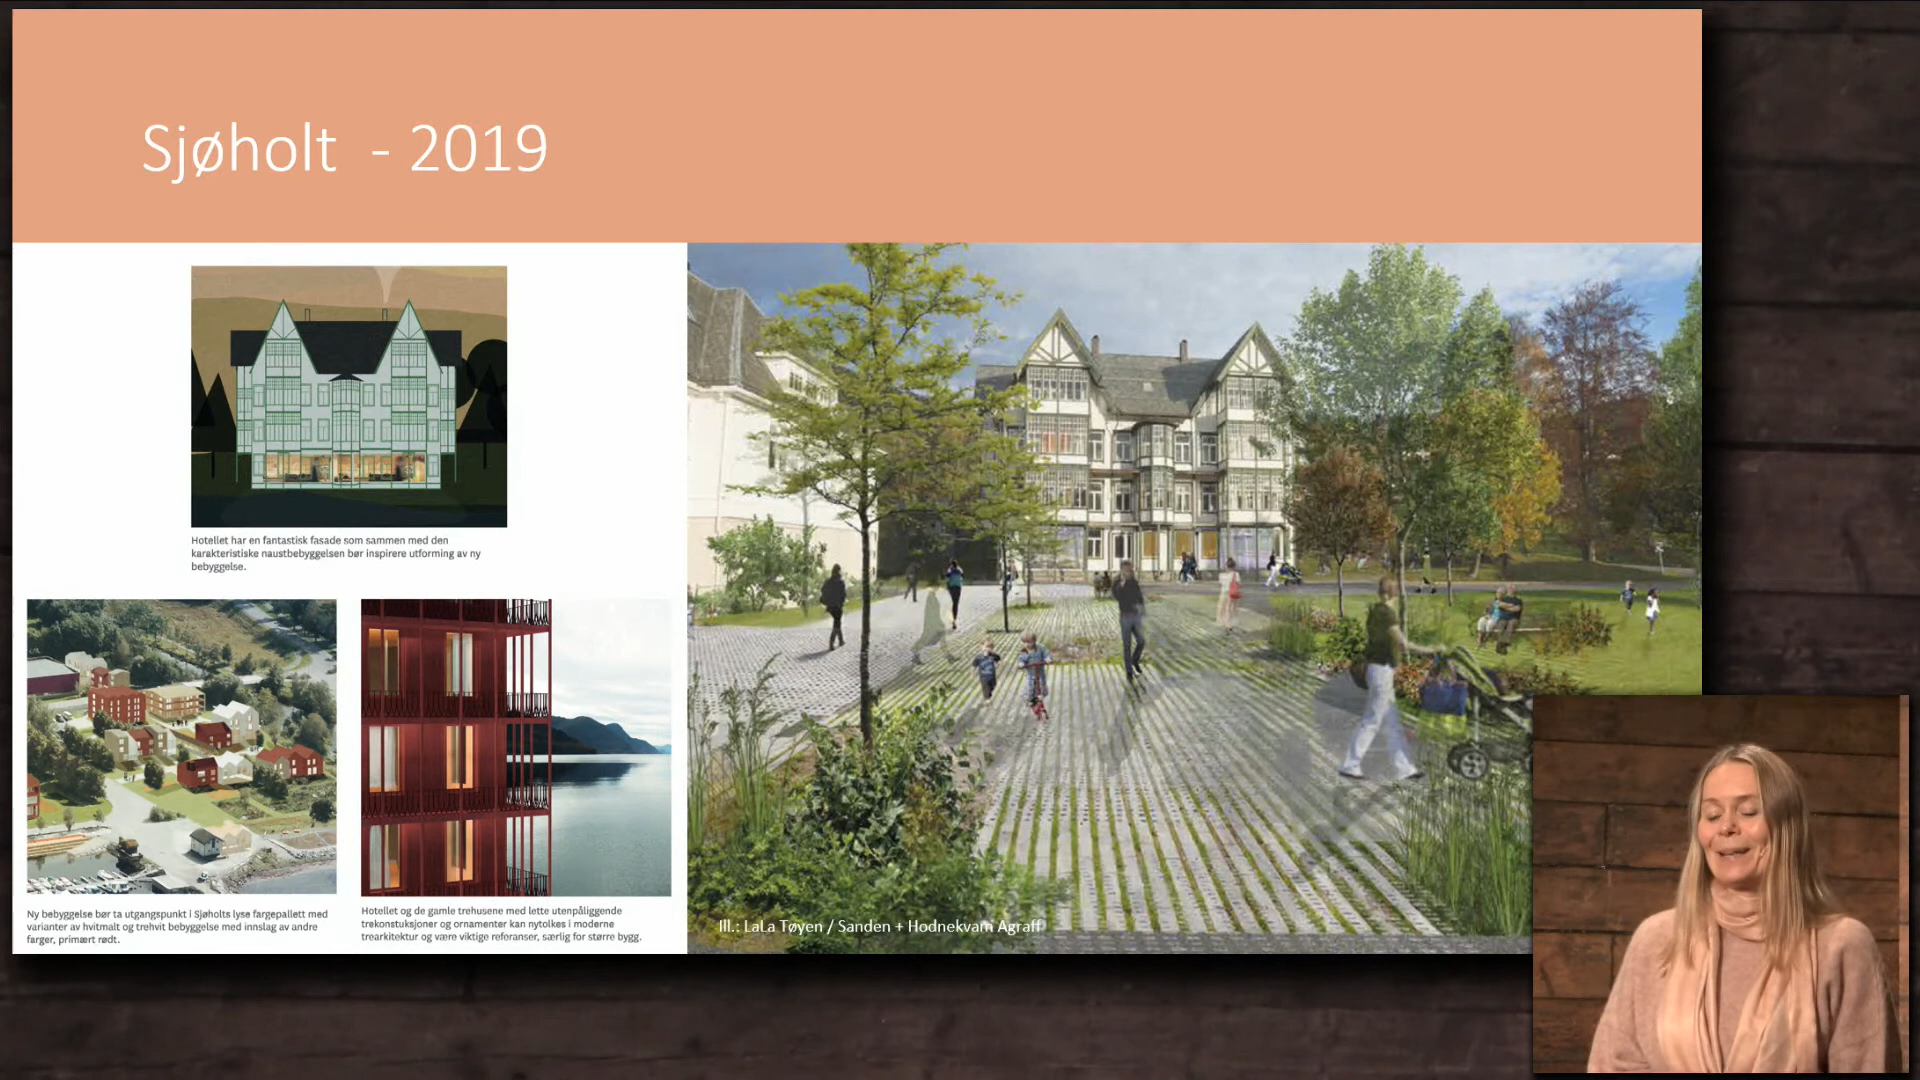 Sjøholt - 2019
Hotellet har en fantastisk fasade som sammen med den
karakteristiske naustbebyggelsen bør inspirere utforming av ny
bebyggelse.
Ny bebyggelse bør ta utgangspunkt i Sjøholts lyse fargepallett med
varianter av hvitmalt og trehvit bebyggelse med innslag av andre
farger, primært rødt.
Hotellet og de gamle trehusene med lette utenpåliggende
trekonstuksjoner og ornamenter kan nytolkes i moderne
trearkitektur og være viktige referanser, særlig for større bygg.
Ill.: LaLa Tøyen / Sanden + Hodnekvam Agraff